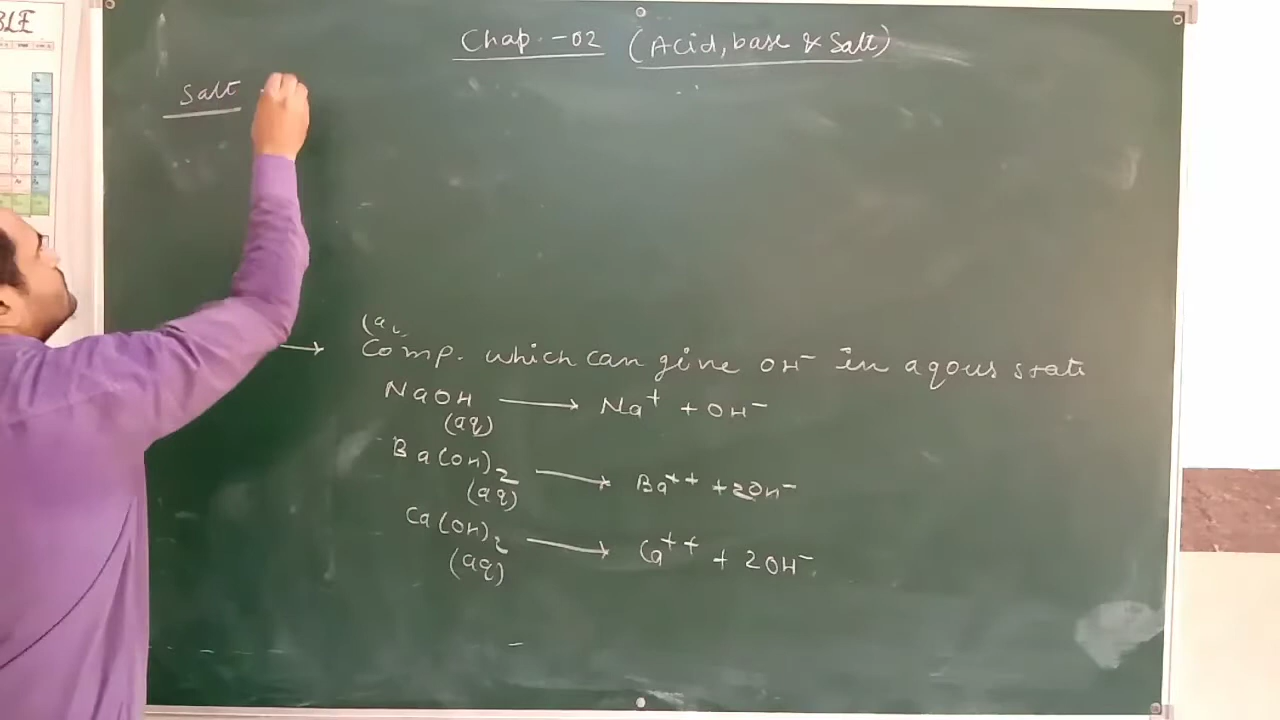 BLE
Chap. -02 (Acid, base & Salt)
Salt
(a
→ Comp. which can give OH⁻ in aqous state
NaOH → Na⁺ + OH⁻
(aq)
Ba(OH)₂ → Ba⁺⁺ + 2OH⁻
(aq)
Ca(OH)₂ → Ca⁺⁺ + 2OH⁻
(aq)